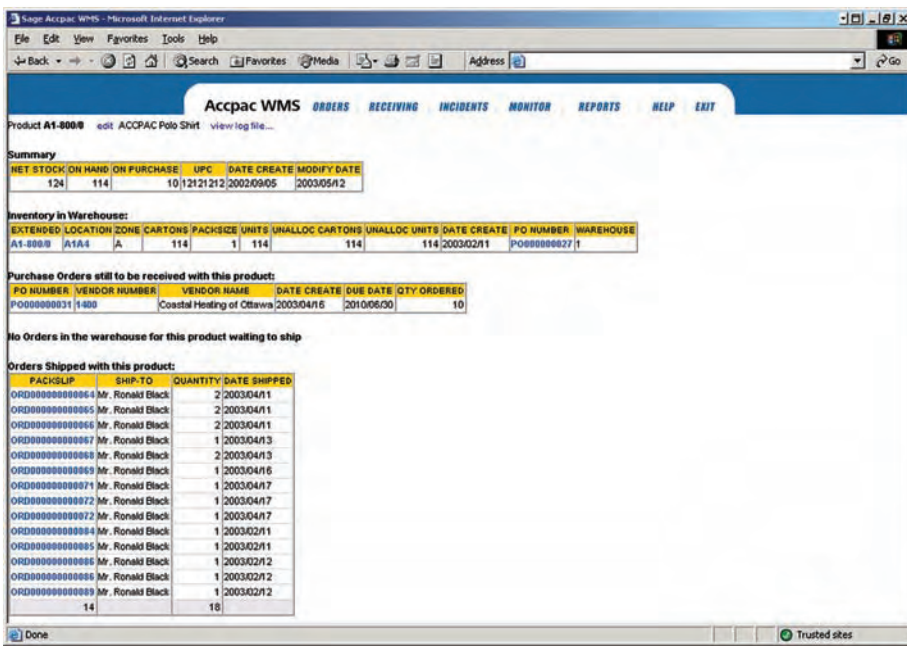 Sage Accpac WMS - Microsoft Internet Explorer
File Edit View Favorites Tools Help
Back Search Favorites Media Address Go
Accpac WMS ORDERS RECEIVING INCIDENTS MONITOR REPORTS HELP EXIT
Product A1-800/0 edit ACCPAC Polo Shirt view log file...
Summary
NET STOCK ON HAND ON PURCHASE UPC DATE CREATE MODIFY DATE
124 114 10 12121212 2002/09/05 2003/05/12
Inventory in Warehouse:
EXTENDED LOCATION ZONE CARTONS PACKSIZE UNITS UNALLOC CARTONS UNALLOC UNITS DATE CREATE PO NUMBER WAREHOUSE
A1-800/0 A1A4 A 114 1 114 114 114 2003/02/11 PO000000027 1
Purchase Orders still to be received with this product:
PO NUMBER VENDOR NUMBER VENDOR NAME DATE CREATE DUE DATE QTY ORDERED
PO000000031 1400 Coastal Heating of Ottawa 2003/04/16 2010/06/30 10
No Orders in the warehouse for this product waiting to ship
Orders Shipped with this product:
PACKSLIP SHIP-TO QUANTITY DATE SHIPPED
ORD000000000064 Mr. Ronald Black 2 2003/04/11
ORD000000000065 Mr. Ronald Black 2 2003/04/11
ORD000000000066 Mr. Ronald Black 2 2003/04/11
ORD000000000067 Mr. Ronald Black 1 2003/04/13
ORD000000000068 Mr. Ronald Black 2 2003/04/13
ORD000000000069 Mr. Ronald Black 1 2003/04/16
ORD000000000071 Mr. Ronald Black 1 2003/04/17
ORD000000000072 Mr. Ronald Black 1 2003/04/17
ORD000000000072 Mr. Ronald Black 1 2003/04/17
ORD000000000084 Mr. Ronald Black 1 2003/02/11
ORD000000000085 Mr. Ronald Black 1 2003/02/11
ORD000000000086 Mr. Ronald Black 1 2003/02/12
ORD000000000086 Mr. Ronald Black 1 2003/02/12
ORD000000000089 Mr. Ronald Black 1 2003/02/12
14 18
Done Trusted sites